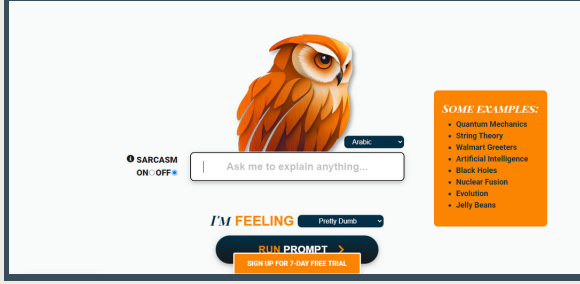 Arabic
SARCASM
ON OFF
Ask me to explain anything...
I'M FEELING Pretty Dumb
RUN PROMPT
SIGN UP FOR 7-DAY FREE TRIAL
SOME EXAMPLES:
Quantum Mechanics
String Theory
Walmart Greeters
Artificial Intelligence
Black Holes
Nuclear Fusion
Evolution
Jelly Beans